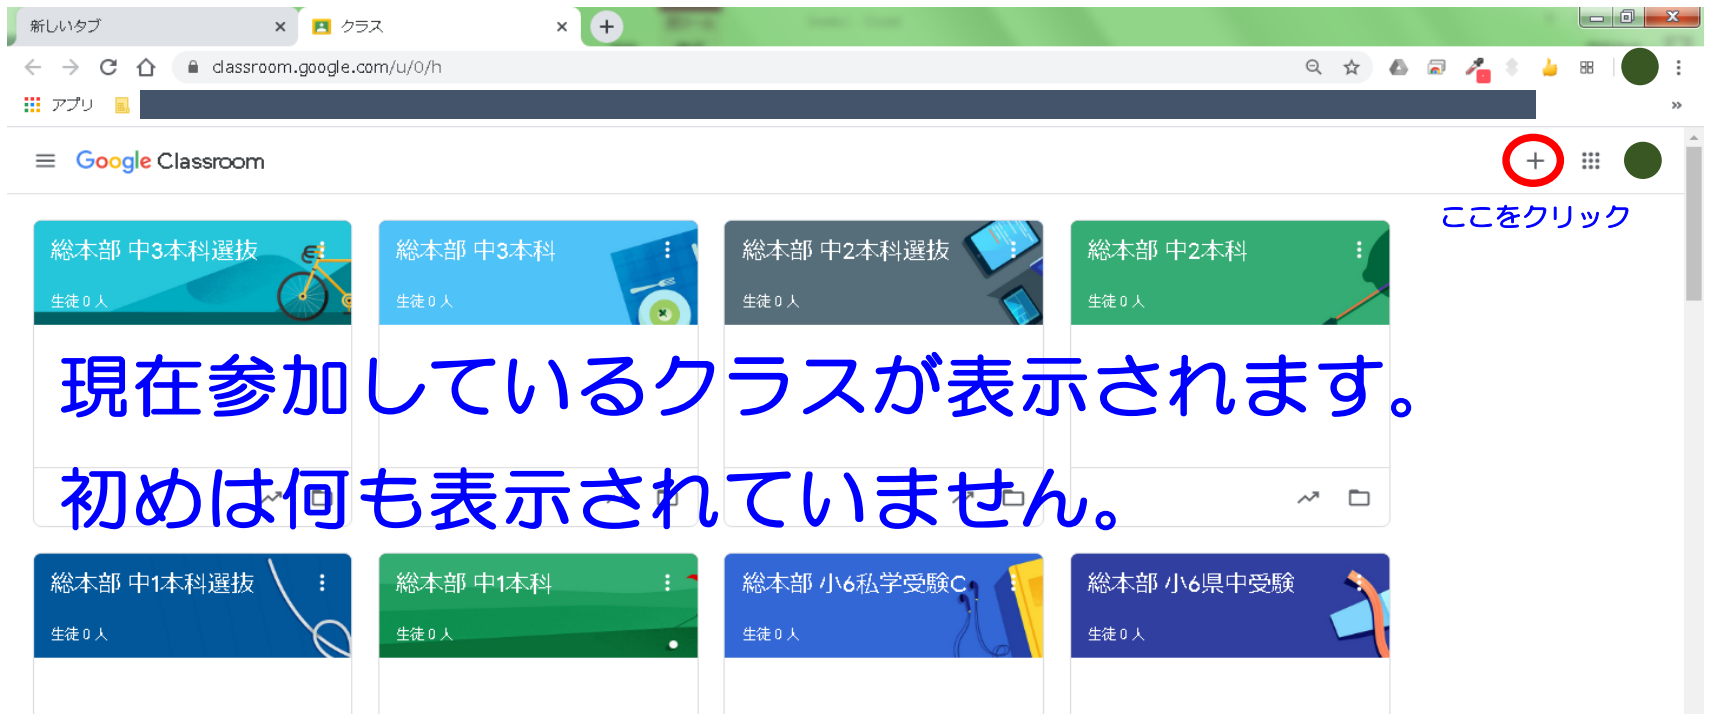 新しいタブ
クラス
classroom.google.com/u/0/h
アプリ
Google Classroom
ここをクリック
総本部 中3本科選抜
生徒 0 人
総本部 中3本科
生徒 0 人
総本部 中2本科選抜
生徒 0 人
総本部 中2本科
生徒 0 人
現在参加しているクラスが表示されます。
初めは何も表示されていません。
総本部 中1本科選抜
生徒 0 人
総本部 中1本科
生徒 0 人
総本部 小6私学受験C
生徒 0 人
総本部 小6県中受験
生徒 0 人